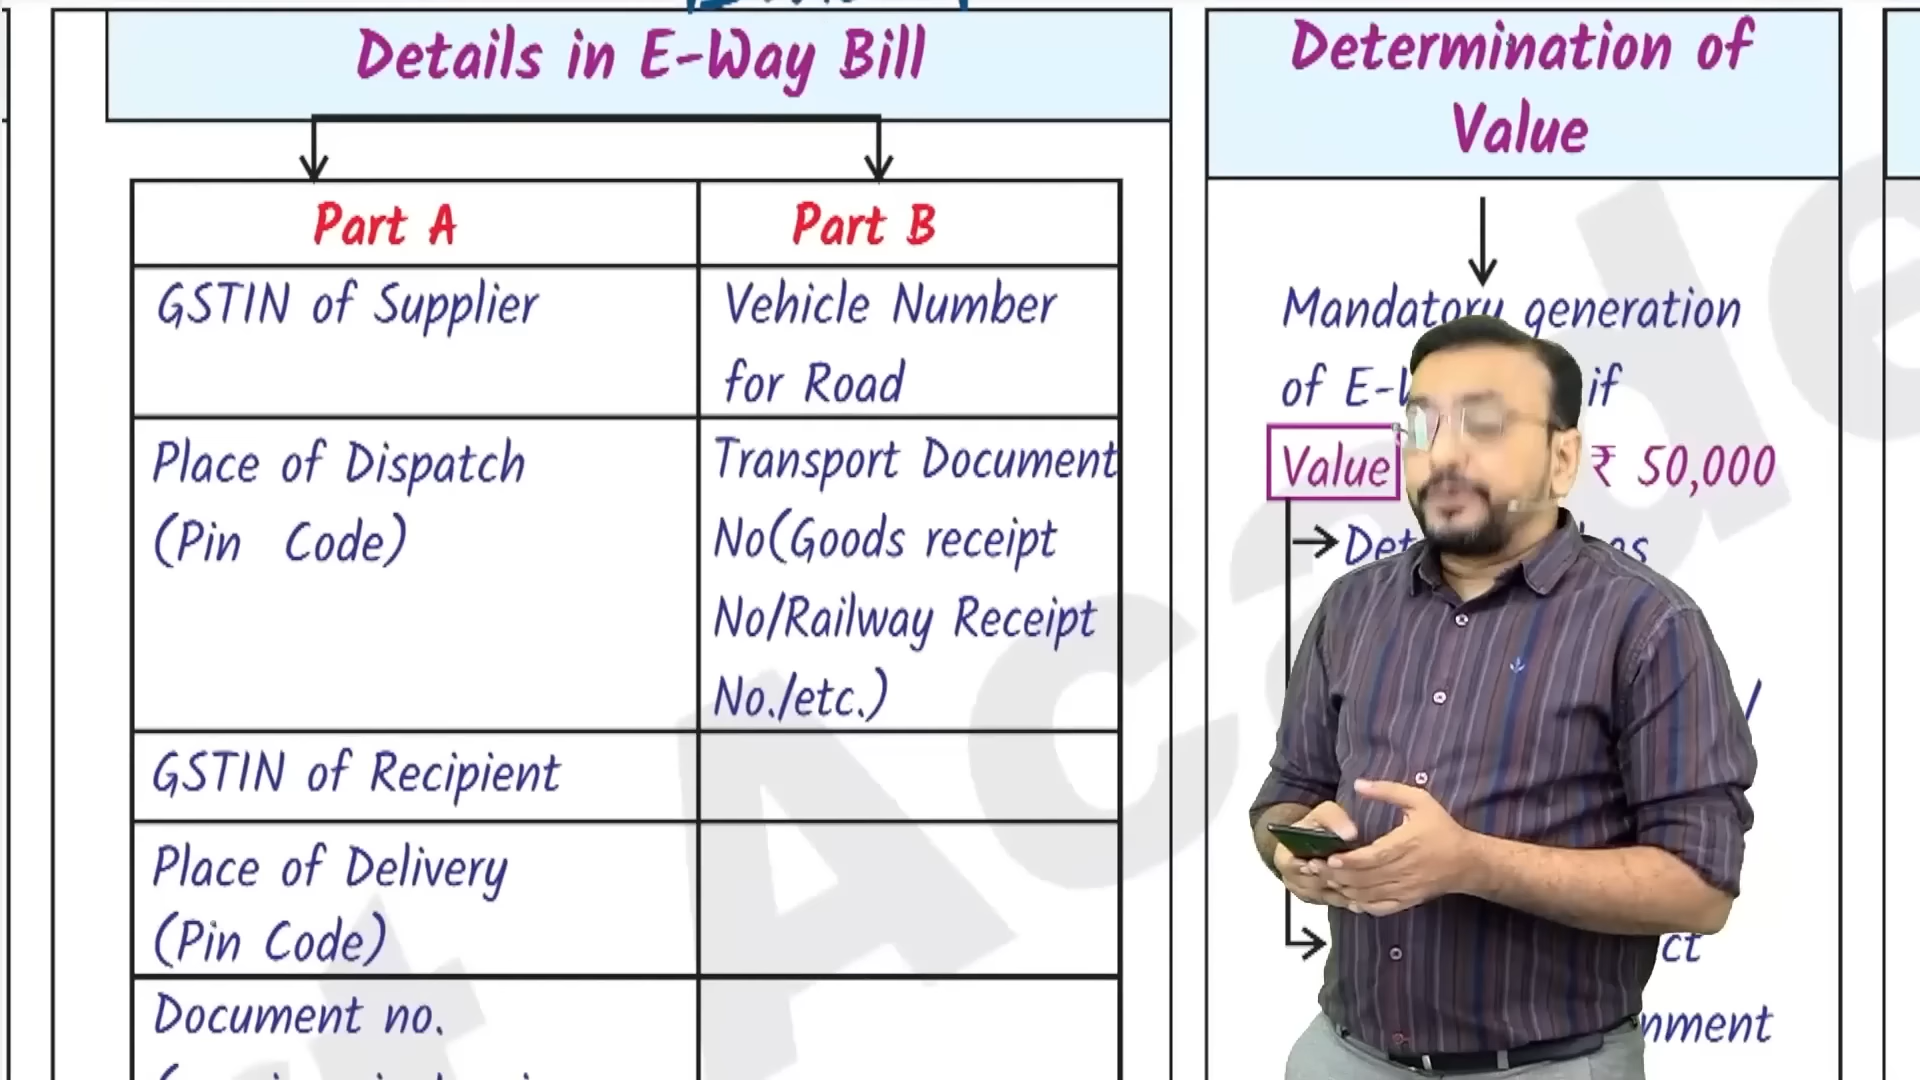 Details in E-Way Bill
Part A
Part B
GSTIN of Supplier
Vehicle Number
for Road
Place of Dispatch
(Pin Code)
Transport Document
No(Goods receipt
No/Railway Receipt
No./etc.)
GSTIN of Recipient
Place of Delivery
(Pin Code)
Document no.
Determination of
Value
Mandatory generation
of if
Value ₹ 50,000